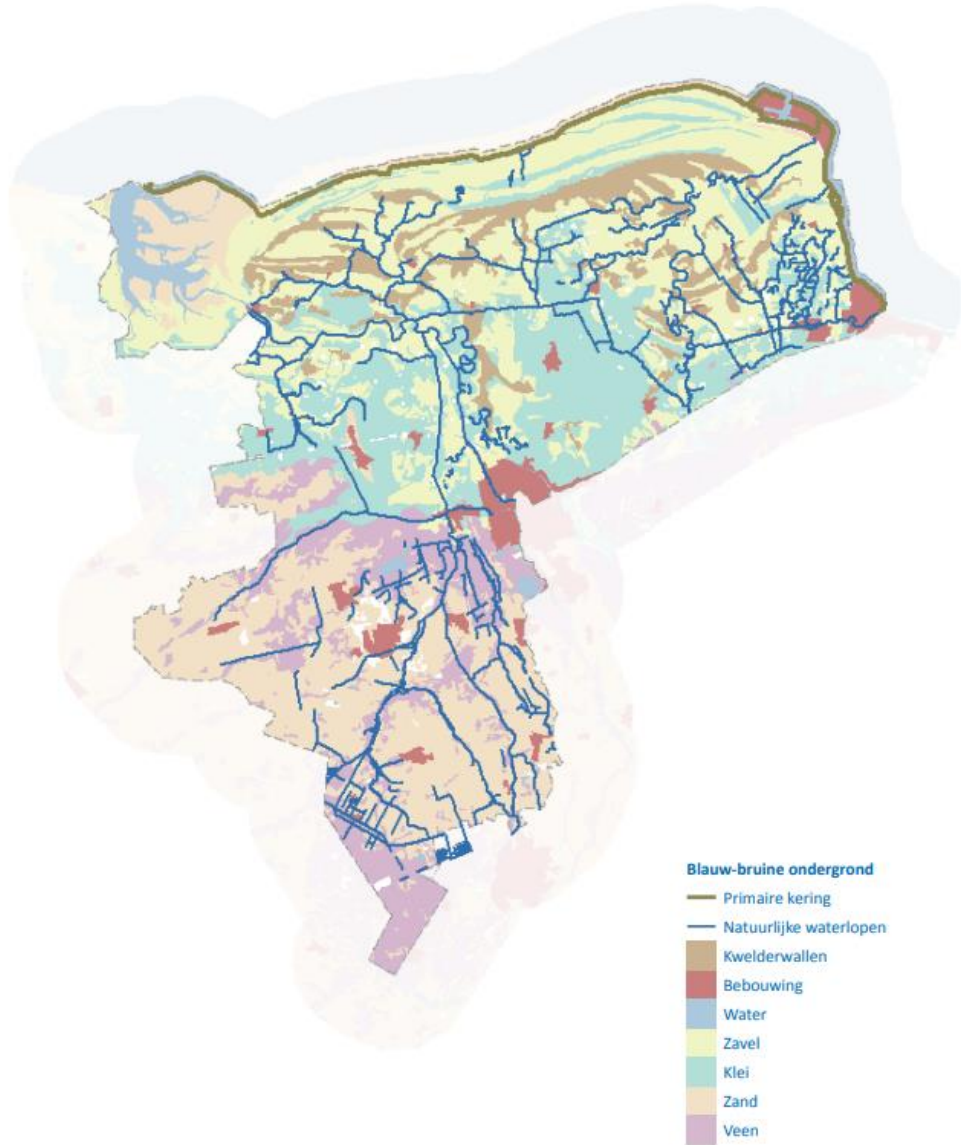 Blauw-bruine ondergrond
Primaire kering
Natuurlijke waterlopen
Kwelderwallen
Bebouwing
Water
Zavel
Klei
Zand
Veen